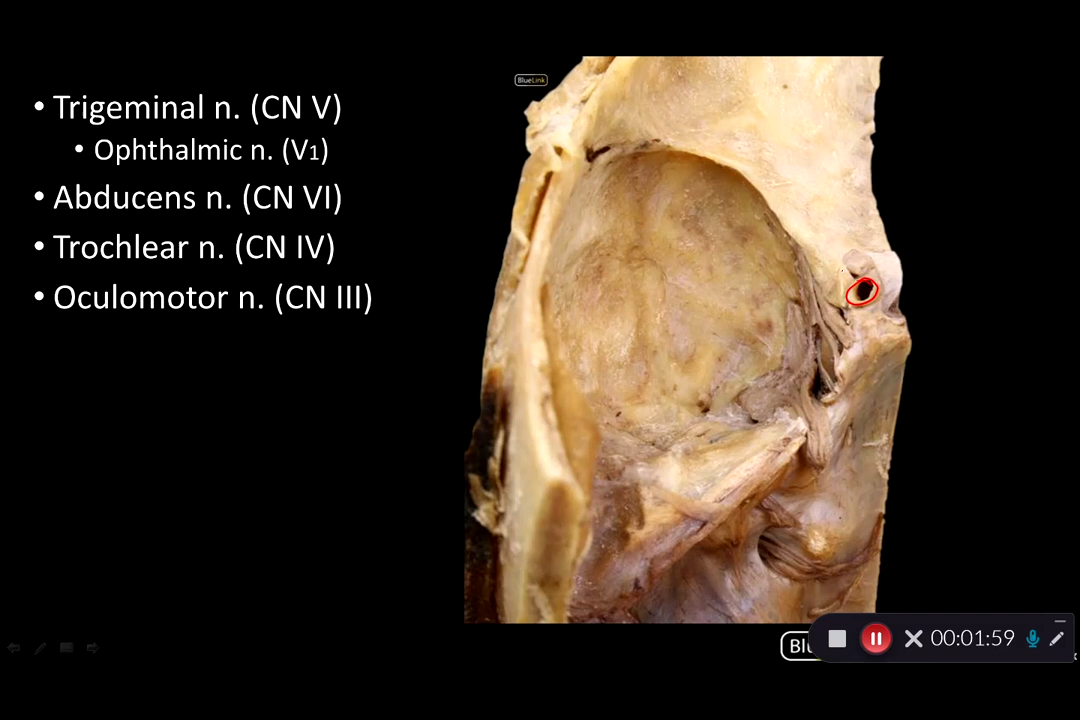 BlueLink
• Trigeminal n. (CN V)
• Ophthalmic n. (V1)
• Abducens n. (CN VI)
• Trochlear n. (CN IV)
• Oculomotor n. (CN III)
00:01:59